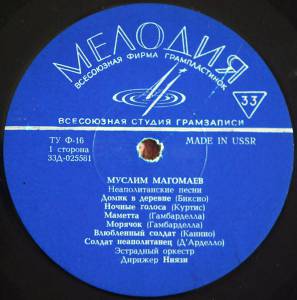 МЕЛОДИЯ
ВСЕСОЮЗНАЯ ФИРМА ГРАМПЛАСТИНОК
33
ВСЕСОЮЗНАЯ СТУДИЯ ГРАМЗАПИСИ
ТУ Ф-16
1 сторона
33Д-025581
MADE IN USSR
МУСЛИМ МАГОМАЕВ
Неаполитанские песни
Домик в деревне (Биксио)
Ночные голоса (Куртис)
Маметта (Гамбарделла)
Морячок (Гамбарделла)
Влюбленный солдат (Канино)
Солдат неаполитанец (Д'Арделло)
Эстрадный оркестр
Дирижер Ниязи